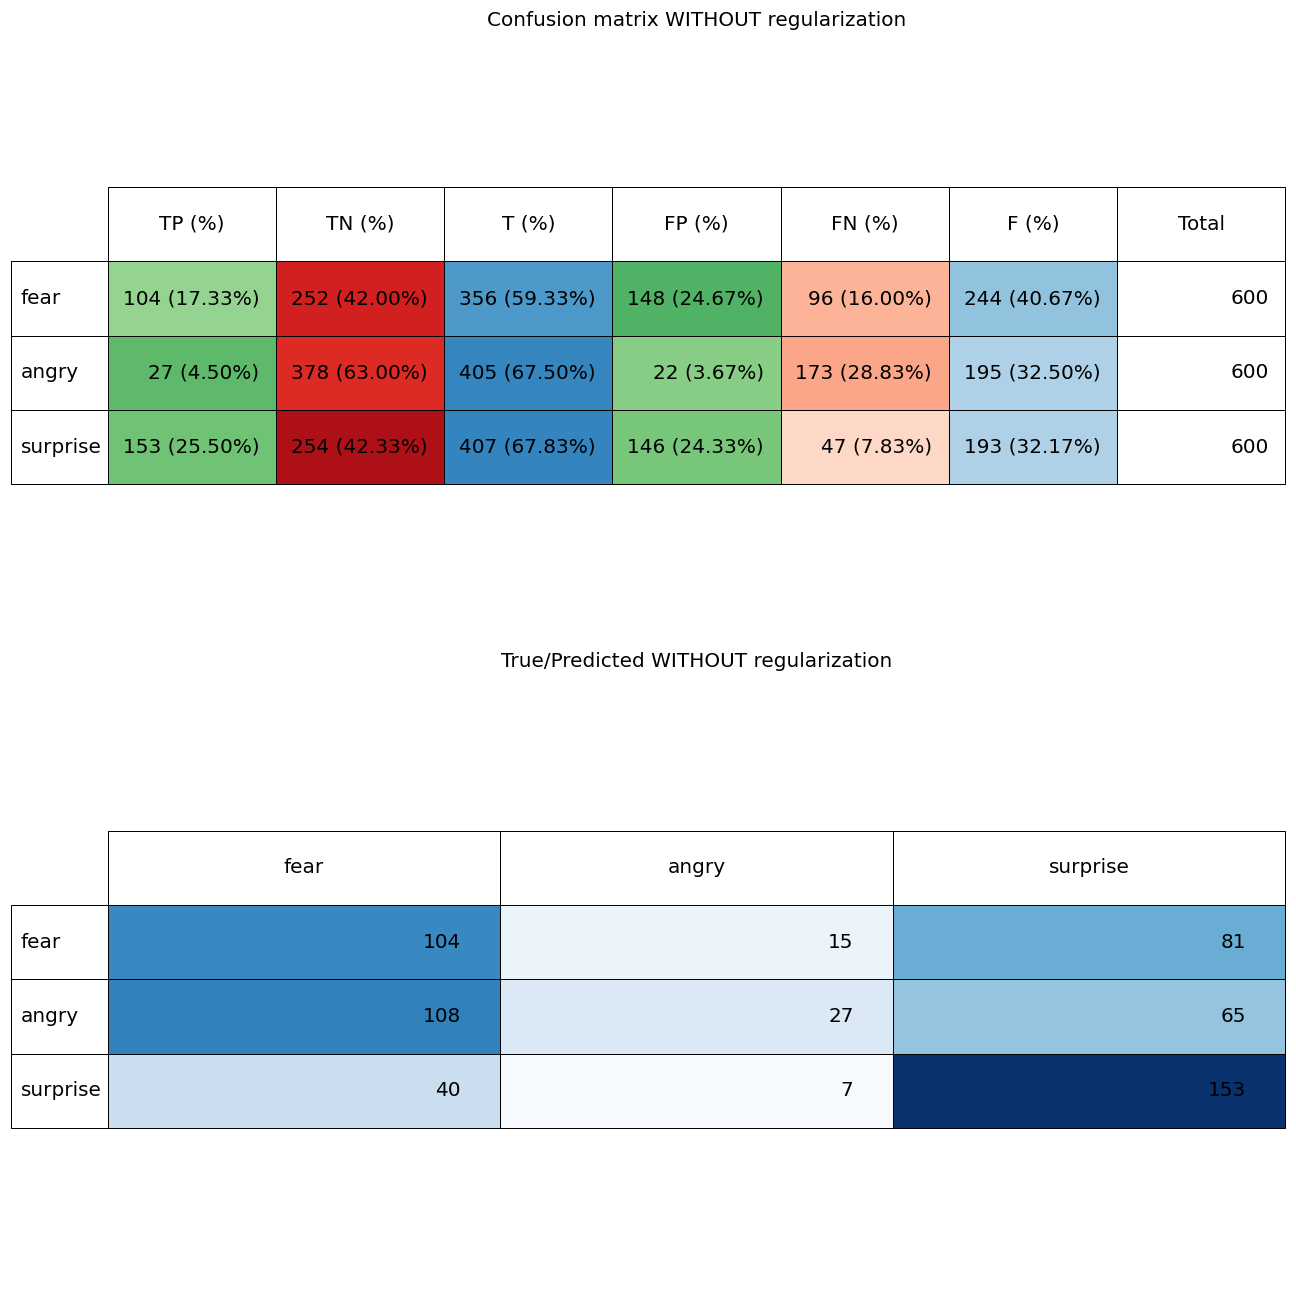 Confusion matrix WITHOUT regularization
TP (%) TN (%) T (%) FP (%) FN (%) F (%) Total
fear 104 (17.33%) 252 (42.00%) 356 (59.33%) 148 (24.67%) 96 (16.00%) 244 (40.67%) 600
angry 27 (4.50%) 378 (63.00%) 405 (67.50%) 22 (3.67%) 173 (28.83%) 195 (32.50%) 600
surprise 153 (25.50%) 254 (42.33%) 407 (67.83%) 146 (24.33%) 47 (7.83%) 193 (32.17%) 600
True/Predicted WITHOUT regularization
fear angry surprise
fear 104 15 81
angry 108 27 65
surprise 40 7 153